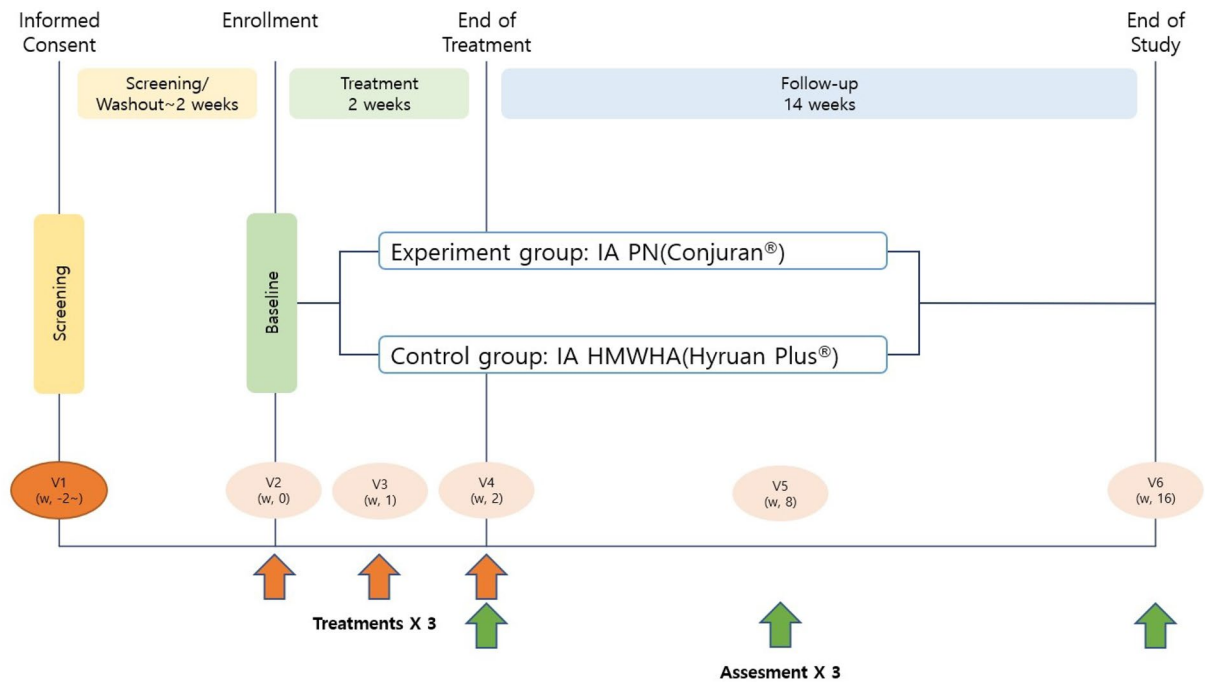 Informed
Consent
Enrollment
End of
Treatment
End of
Study
Screening/
Washout~2 weeks
Treatment
2 weeks
Follow-up
14 weeks
Screening
Baseline
Experiment group: IA PN(Conjuran®)
Control group: IA HMWHA(Hyruan Plus®)
V1
(w, -2~)
V2
(w, 0)
V3
(w, 1)
V4
(w, 2)
V5
(w, 8)
V6
(w, 16)
Treatments X 3
Assesment X 3